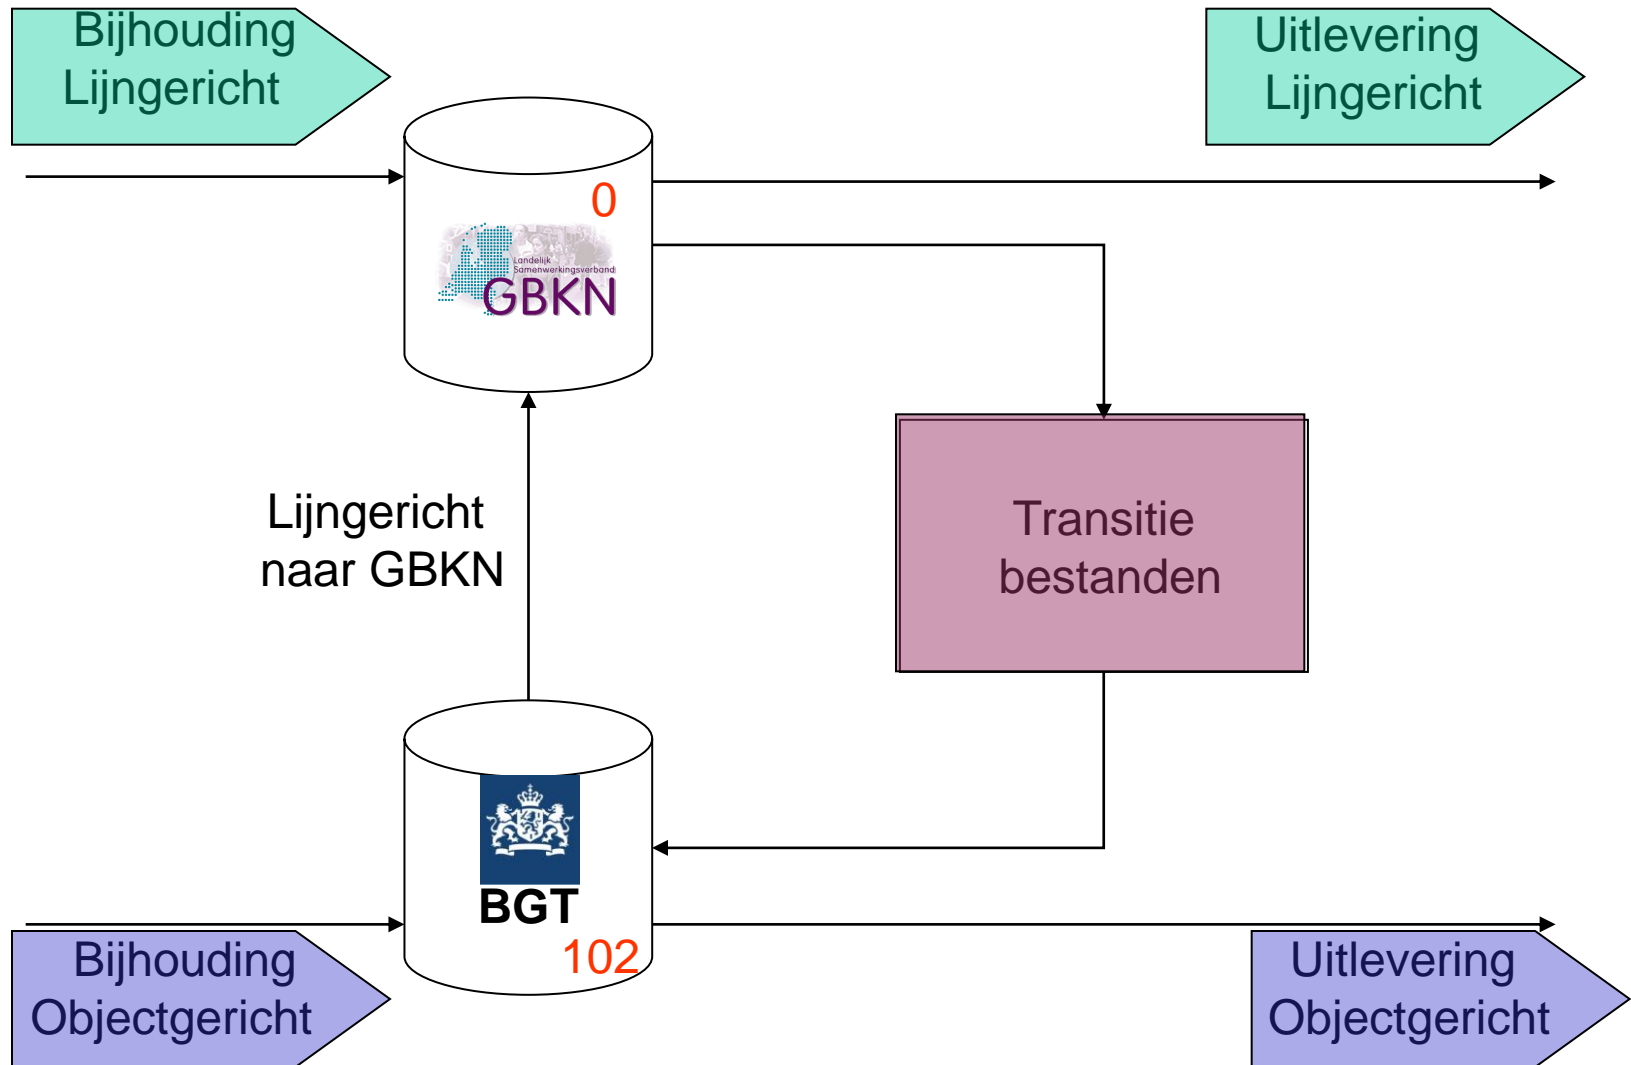 Bijhouding
Lijngericht
Uitlevering
Lijngericht
0
Landelijk
Samenwerkingsverband
GBKN
Lijngericht
naar GBKN
Transitie
bestanden
BGT
102
Bijhouding
Objectgericht
Uitlevering
Objectgericht